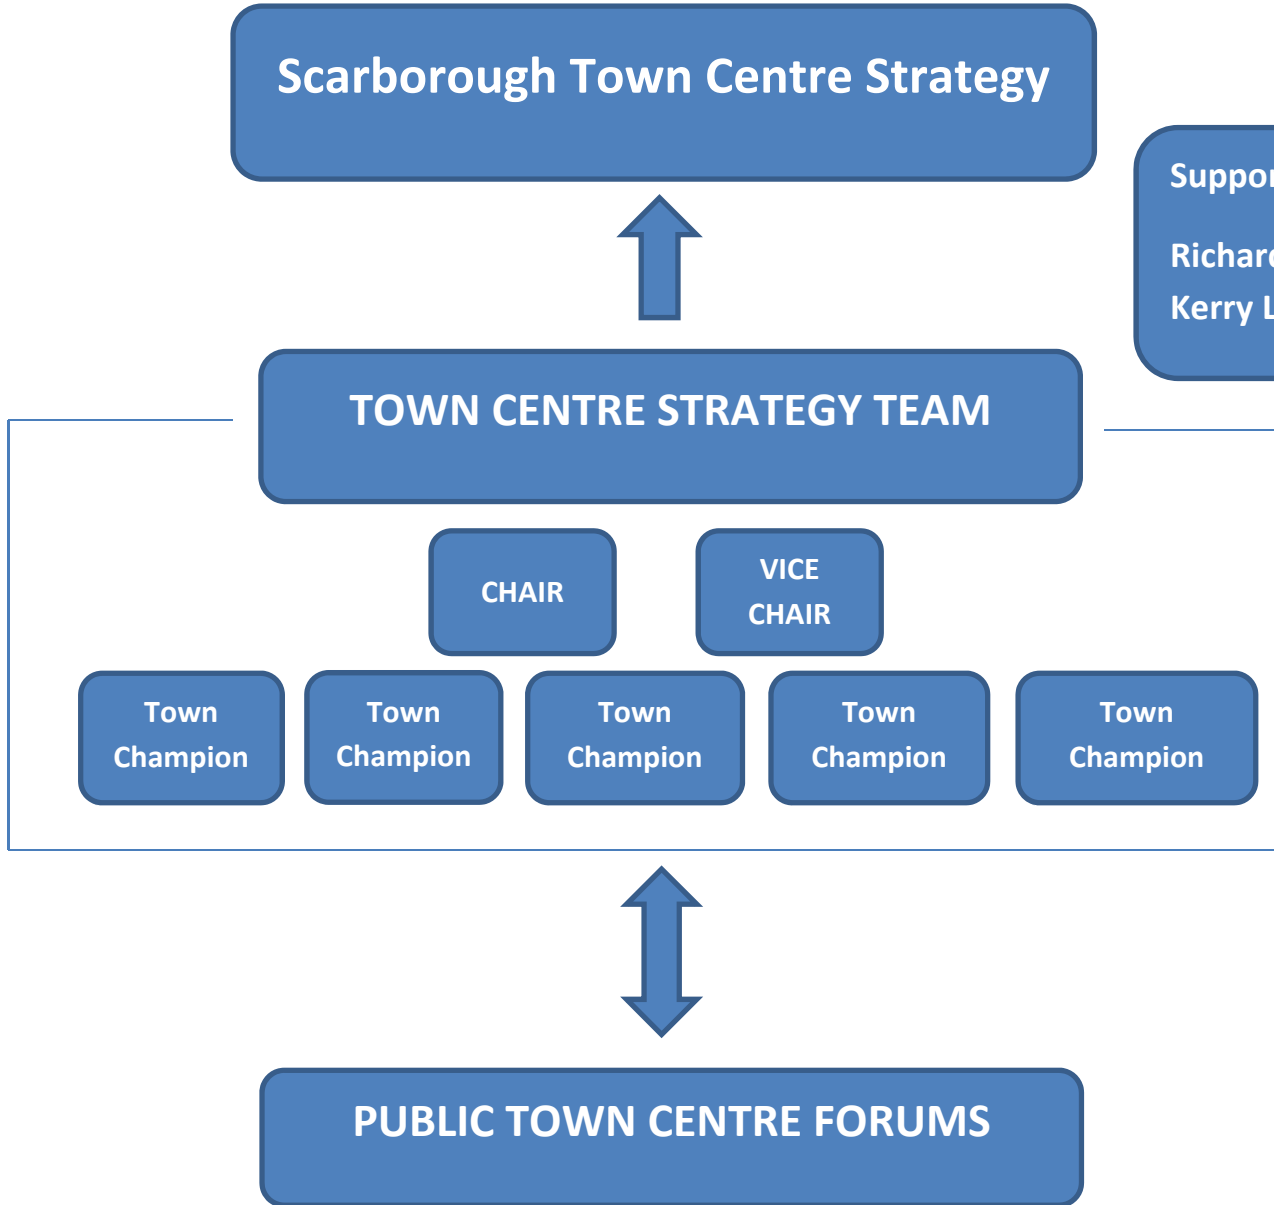 Scarborough Town Centre Strategy
Kerry
TOWN CENTRE STRATEGY TEAM
CHAIR
VICE
CHAIR
Town
Champion
Town
Champion
Town
Champion
Town
Champion
Town
Champion
PUBLIC TOWN CENTRE FORUMS